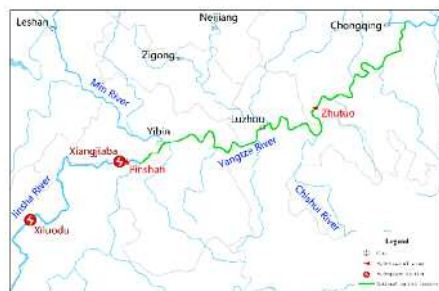 Leshan
Neijiang
Chongqing
Zigong
Min River
Yibin
Luzhou
Zhutuo
Xiangjiaba
Pinshan
Yangtze River
Jinsha River
Chishui River
Xiluodu
Legend